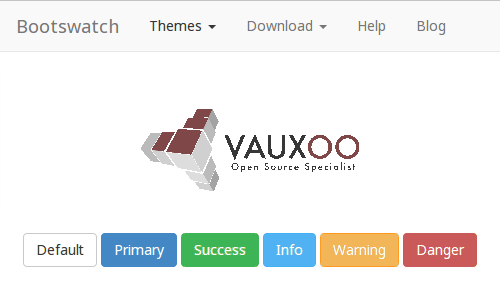 Bootswatch Themes Download Help Blog
VAUXOO
Open Source Specialist
Default Primary Success Info Warning Danger